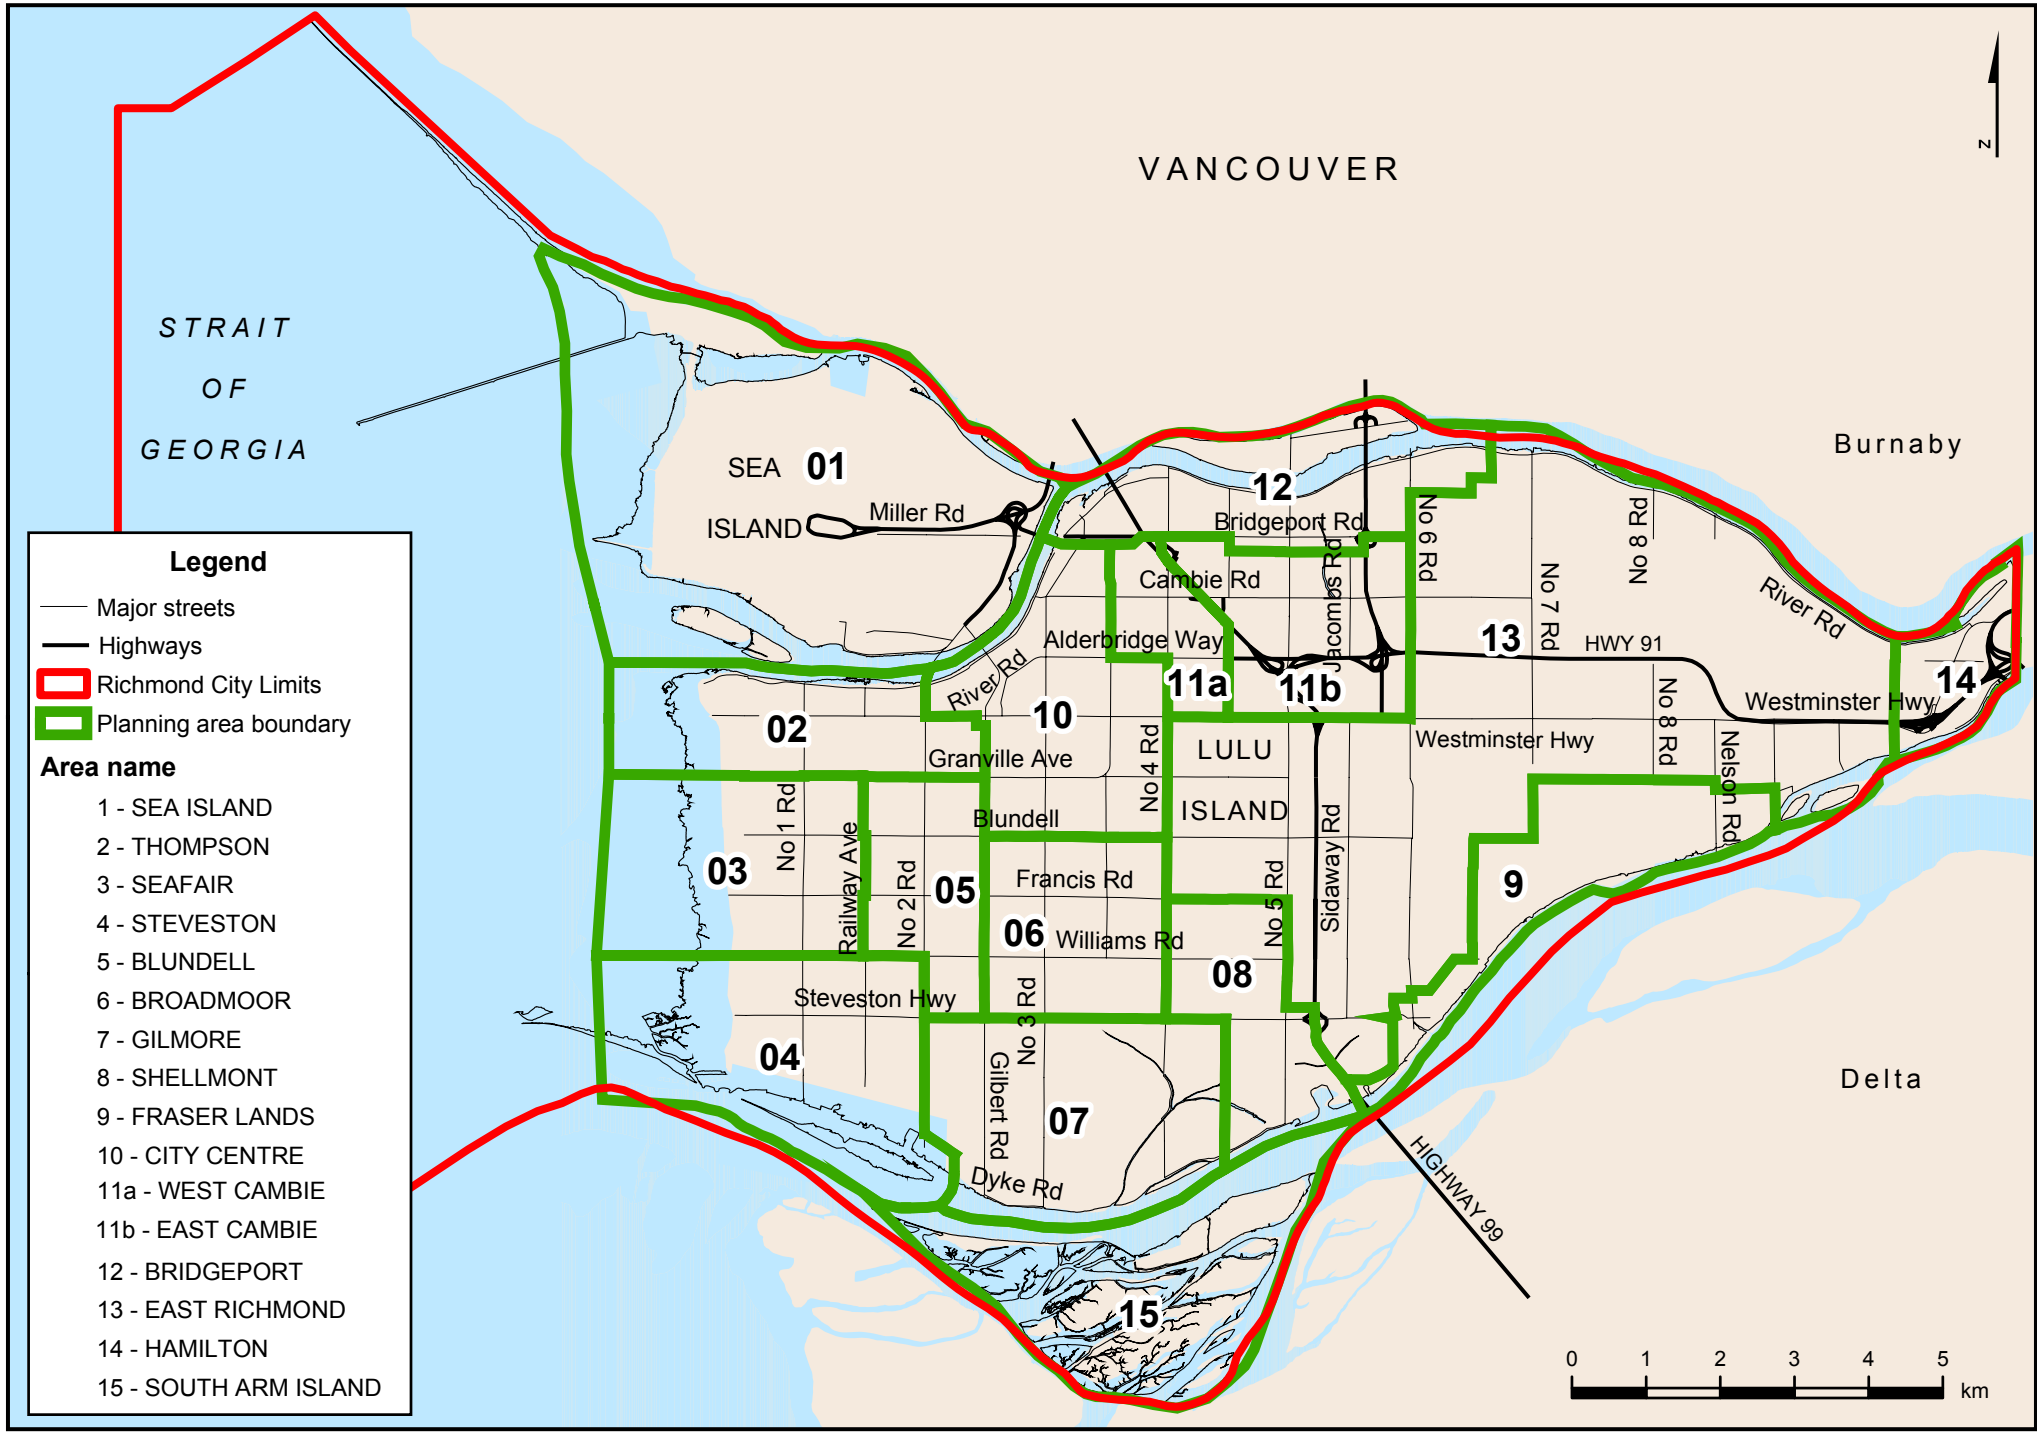 VANCOUVER
Z
STRAIT
OF
GEORGIA
Burnaby
SEA 01
ISLAND
Miller Rd
12
Bridgeport Rd
No 6 Rd
No 8 Rd
Cambie Rd
Jacombs Rd
No 7 Rd
River Rd
Alderbridge Way
13
HWY 91
11a
11b
14
River Rd
10
02
No 4 Rd
LULU
Westminster Hwy
No 8 Rd
Westminster Hwy
Nelson Rd
Granville Ave
ISLAND
No 1 Rd
Blundell
Railway Ave
Sidaway Rd
03
No 2 Rd
05
Francis Rd
No 5 Rd
9
06
Williams Rd
08
Steveston Hwy
No 3 Rd
04
Gilbert Rd
07
Delta
Dyke Rd
HIGHWAY 99
15
Legend
Major streets
Highways
Richmond City Limits
Planning area boundary
Area name
1 - SEA ISLAND
2 - THOMPSON
3 - SEAFAIR
4 - STEVESTON
5 - BLUNDELL
6 - BROADMOOR
7 - GILMORE
8 - SHELLMONT
9 - FRASER LANDS
10 - CITY CENTRE
11a - WEST CAMBIE
11b - EAST CAMBIE
12 - BRIDGEPORT
13 - EAST RICHMOND
14 - HAMILTON
15 - SOUTH ARM ISLAND
0 1 2 3 4 5
km